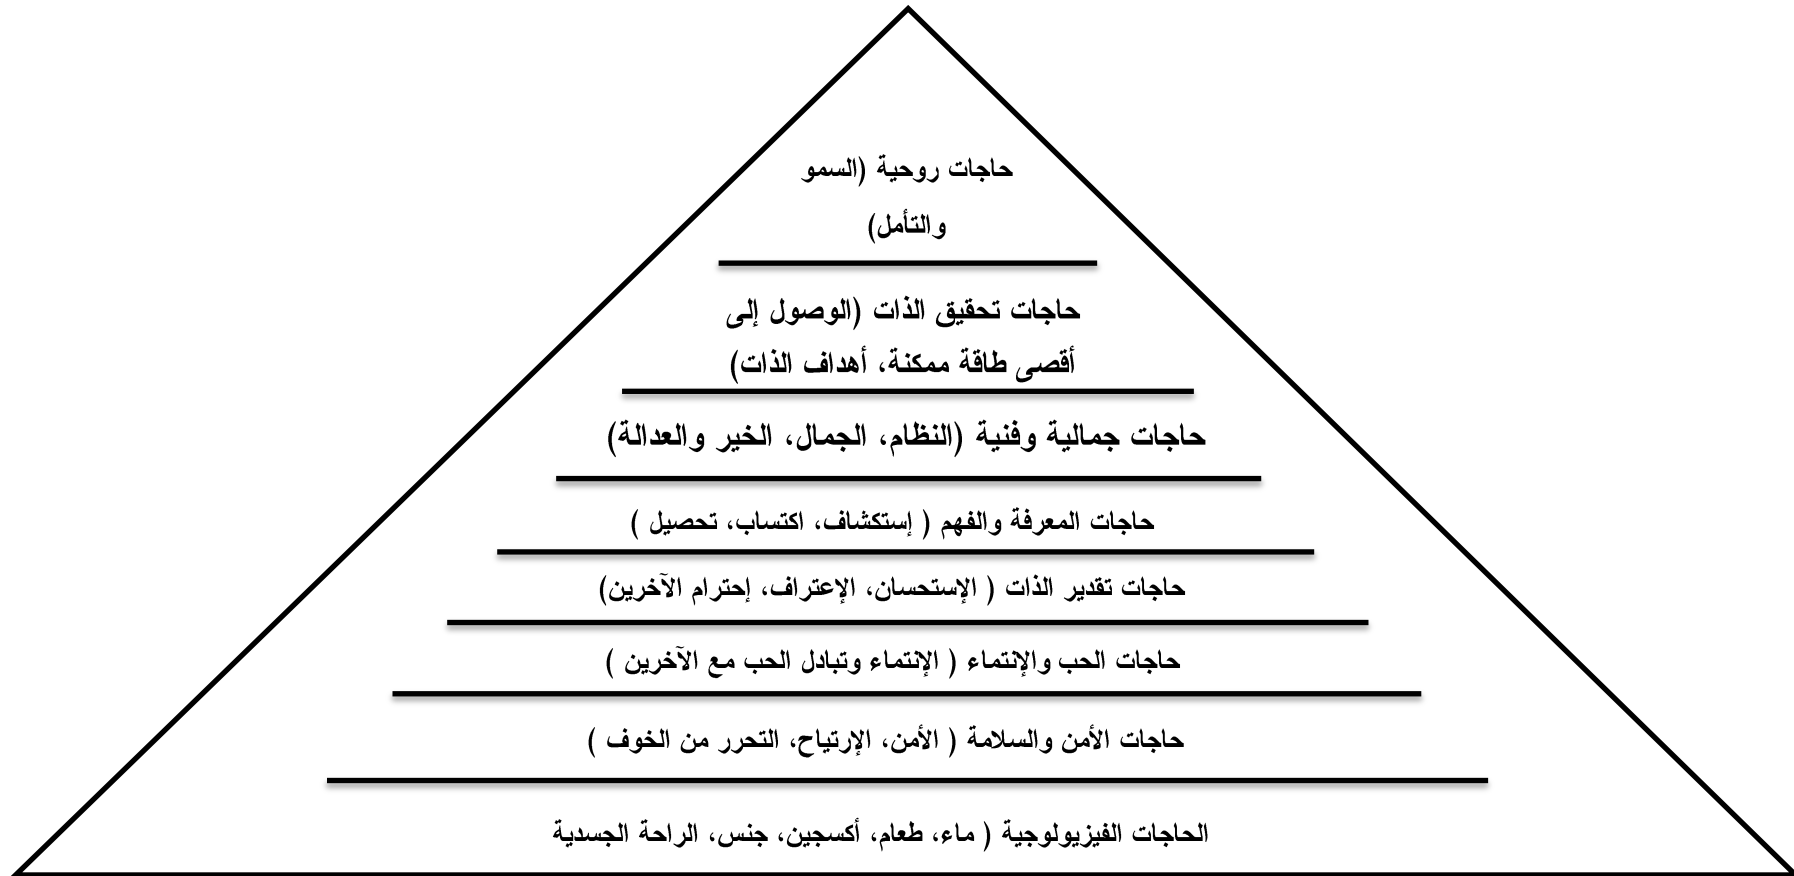 حاجات روحية (السمو
والتأمل)
حاجات تحقيق الذات (الوصول إلى
أقصى طاقة ممكنة، أهداف الذات)
حاجات جمالية وفنية (النظام، الجمال، الخير والعدالة)
حاجات المعرفة والفهم ( إستكشاف، اكتساب، تحصيل )
حاجات تقدير الذات ( الإستحسان، الإعتراف، إحترام الآخرين)
حاجات الحب والإنتماء ( الإنتماء وتبادل الحب مع الآخرين )
حاجات الأمن والسلامة ( الأمن، الإرتياح، التحرر من الخوف )
الحاجات الفيزيولوجية ( ماء، طعام، أكسجين، جنس، الراحة الجسدية